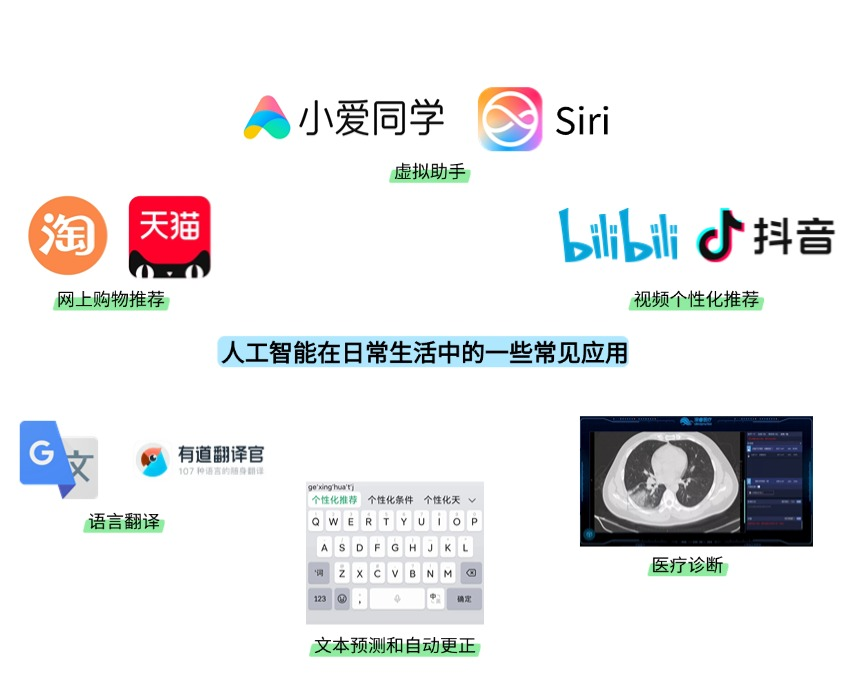 小爱同学
Siri
虚拟助手
淘
天猫
网上购物推荐
bilibili
抖音
视频个性化推荐
人工智能在日常生活中的一些常见应用
G
文
有道翻译官
107 种语言的随身翻译
语言翻译
ge'xing'hua't'j
个性化推荐 个性化条件 个性化天
Q W E R T Y U I O P
A S D F G H J K L
'词 Z X C V B N M
123 , 中 确定
文本预测和自动更正
医疗诊断